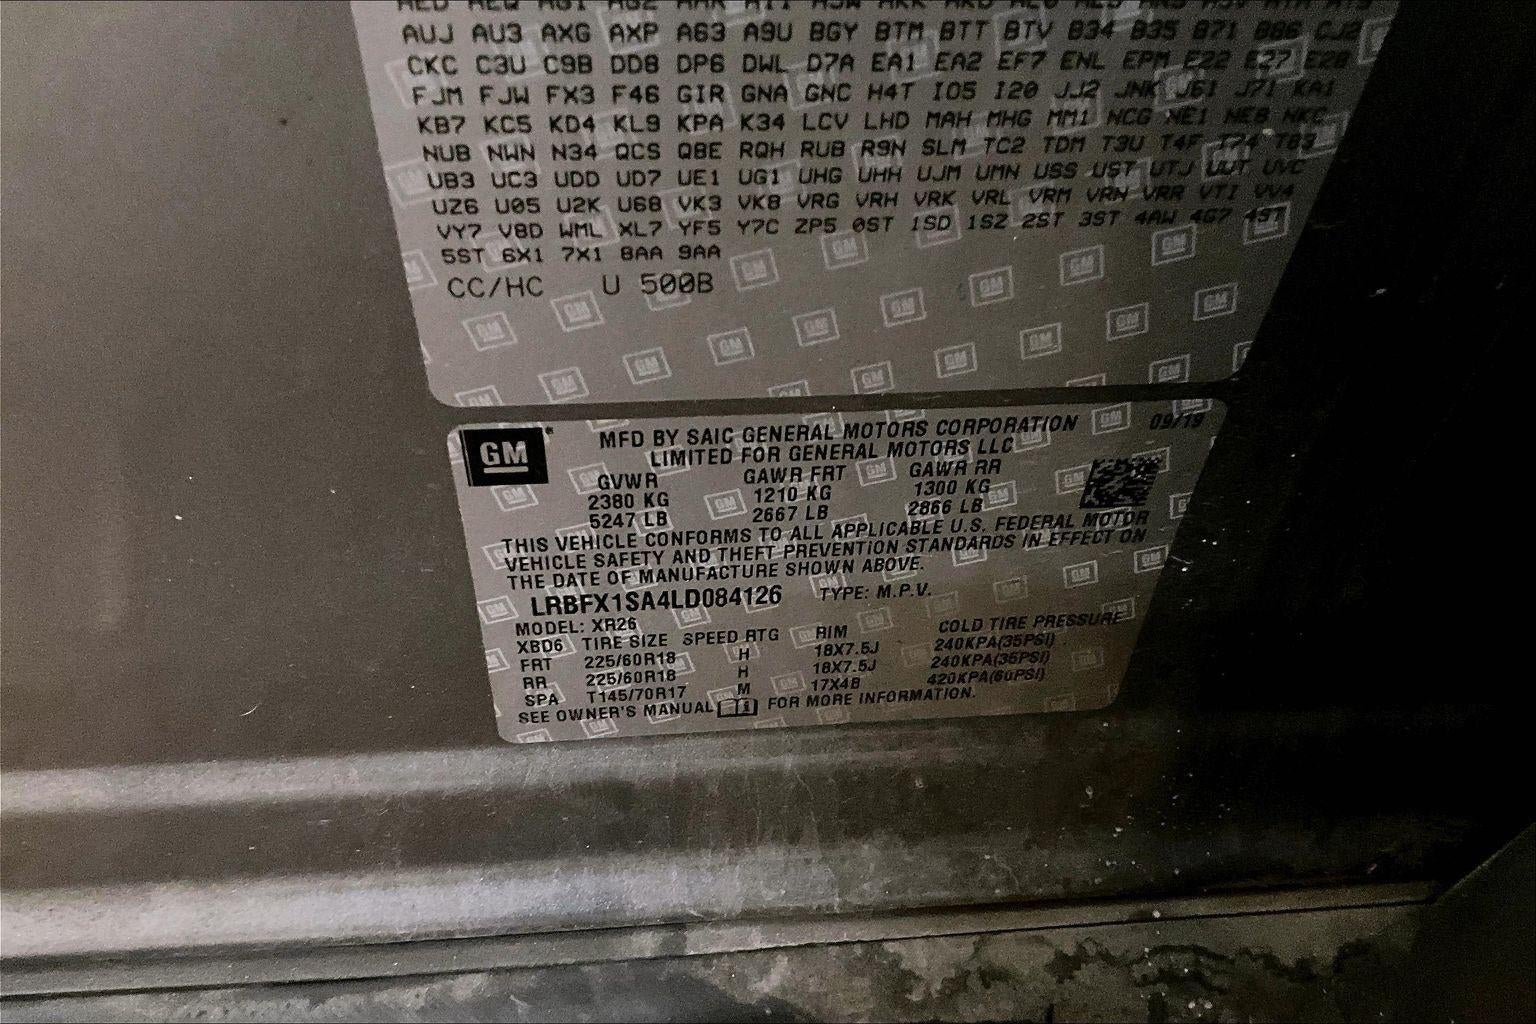 AUJ AU3 AXG AXP A63 A9U BGY BTM BTT BTV B34 B35 B71 B86 CJ2
CKC C3U C9B DD8 DP6 DWL D7A EA1 EA2 EF7 ENL EPM E22 E27 E28
FJM FJW FX3 F46 GIR GNA GNC H4T IO5 I20 JJ2 JNK J61 J71 KA1
KB7 KC5 KD4 KL9 KPA K34 LCV LHD MAH MHG MM1 NCG NE1 NE8 NKC
NUB NWN N34 QCS Q8E RQH RUB R9N SLM TC2 TDM T3U T4F T74 T83
UB3 UC3 UDD UD7 UE1 UG1 UHG UHH UJM UMN USS UST UTJ UUT UVC
UZ6 U05 U2K U68 VK3 VK8 VRG VRH VRK VRL VRM VRN VRR VTI VV4
VY7 V8D WML XL7 YF5 Y7C ZP5 0ST 1SD 1SZ 2ST 3ST 4AW 4G7 4ST
5ST 6X1 7X1 8AA 9AA
CC/HC U 500B
GM MFD BY SAIC GENERAL MOTORS CORPORATION 09/19
LIMITED FOR GENERAL MOTORS LLC
GVWR GAWR FRT GAWR RR
2380 KG 1210 KG 1300 KG
5247 LB 2667 LB 2866 LB
THIS VEHICLE CONFORMS TO ALL APPLICABLE U.S. FEDERAL MOTOR
VEHICLE SAFETY AND THEFT PREVENTION STANDARDS IN EFFECT ON
THE DATE OF MANUFACTURE SHOWN ABOVE.
LRBFX1SA4LD084126 TYPE: M.P.V.
MODEL: XR26
XBD6 TIRE SIZE SPEED RTG RIM COLD TIRE PRESSURE
FRT 225/60R18 H 18X7.5J 240KPA(35PSI)
RR 225/60R18 H 18X7.5J 240KPA(35PSI)
SPA T145/70R17 M 17X4B 420KPA(60PSI)
SEE OWNER'S MANUAL FOR MORE INFORMATION.